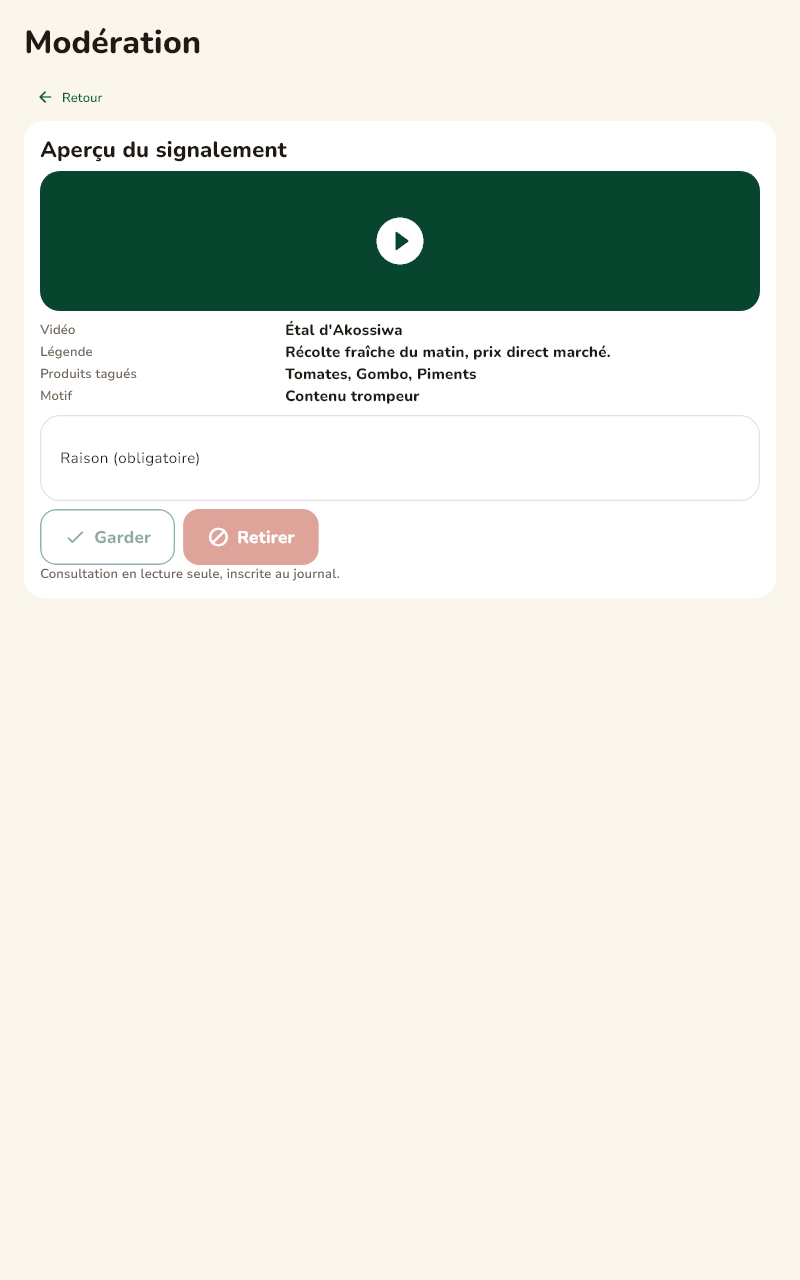 Modération
Retour
Aperçu du signalement
Vidéo Étal d'Akossiwa
Légende Récolte fraîche du matin, prix direct marché.
Produits tagués Tomates, Gombo, Piments
Motif Contenu trompeur
Raison (obligatoire)
Garder Retirer
Consultation en lecture seule, inscrite au journal.